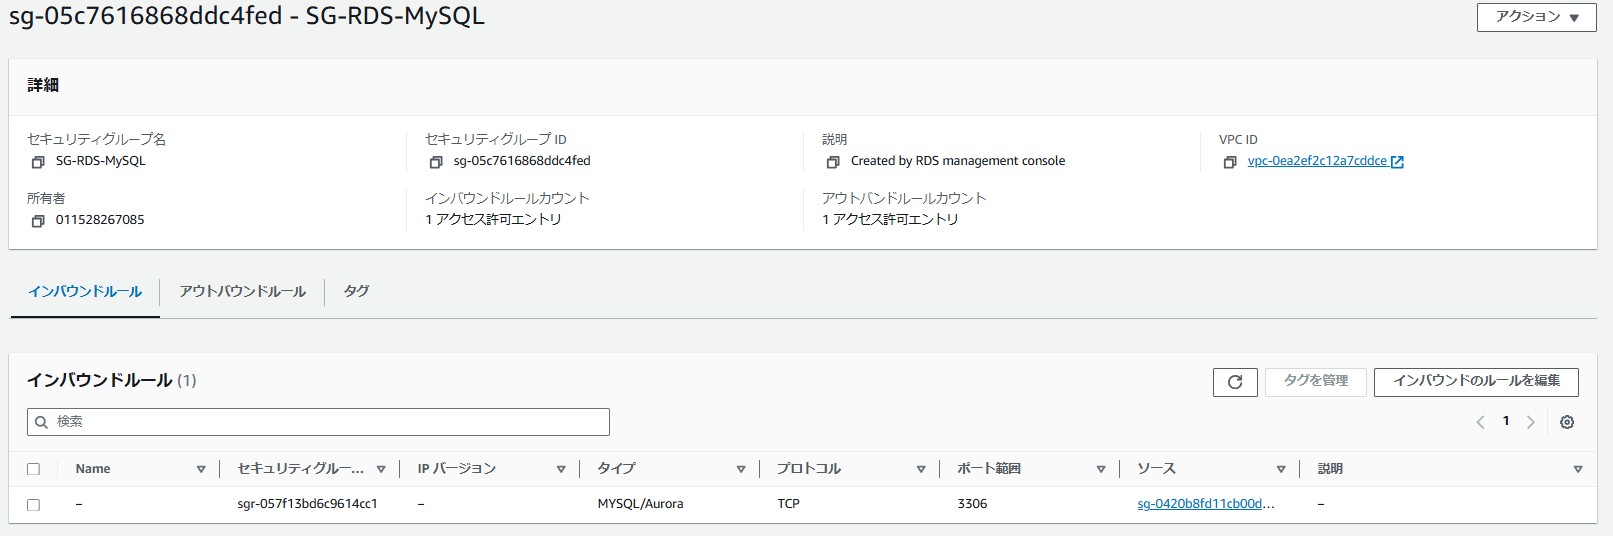 sg-05c7616868ddc4fed - SG-RDS-MySQL
アクション ▼
詳細
セキュリティグループ名
SG-RDS-MySQL
セキュリティグループ ID
sg-05c7616868ddc4fed
説明
Created by RDS management console
VPC ID
vpc-0ea2ef2c12a7cddce
所有者
011528267085
インバウンドルールカウント
1 アクセス許可エントリ
アウトバンドルールカウント
1 アクセス許可エントリ
インバウンドルール
アウトバウンドルール
タグ
インバウンドルール (1)
タグを管理
インバウンドのルールを編集
検索
1
Name
セキュリティグルー...
IP バージョン
タイプ
プロトコル
ポート範囲
ソース
説明
–
sgr-057f13bd6c9614cc1
–
MYSQL/Aurora
TCP
3306
sg-0420b8fd11cb00d...
–